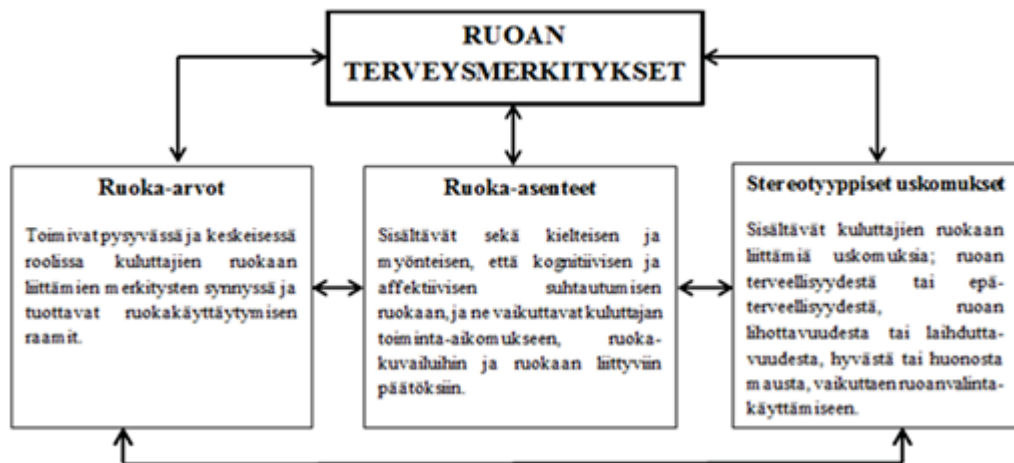 RUOAN
TERVEYSMERKITYKSET
Ruoka-arvot
Toimivat pysyvässä ja keskeisessä
roolissa kuluttajien ruokaan
liittämien merkitysten synnyssä ja
tuottavat ruokakäyttäytymisen
raamit.
Ruoka-asenteet
Sisältävät sekä kielteisen ja
myönteisen, että kognitiivisen ja
affektiivisen suhtautumisen
ruokaan, ja ne vaikuttavat kuluttajan
toiminta-aikomukseen, ruoka-
kuvailuihin ja ruokaan liittyviin
päätöksiin.
Stereotyyppiset uskomukset
Sisältävät kuluttajien ruokaan
liittämiä uskomuksia; ruoan
terveellisyydestä tai epä-
terveellisyydestä, ruoan
lihottavuudesta tai laihdutta-
vuudesta, hyvästä tai huonosta
mausta, vaikuttaen ruoanvalinta-
käyttämiseen.